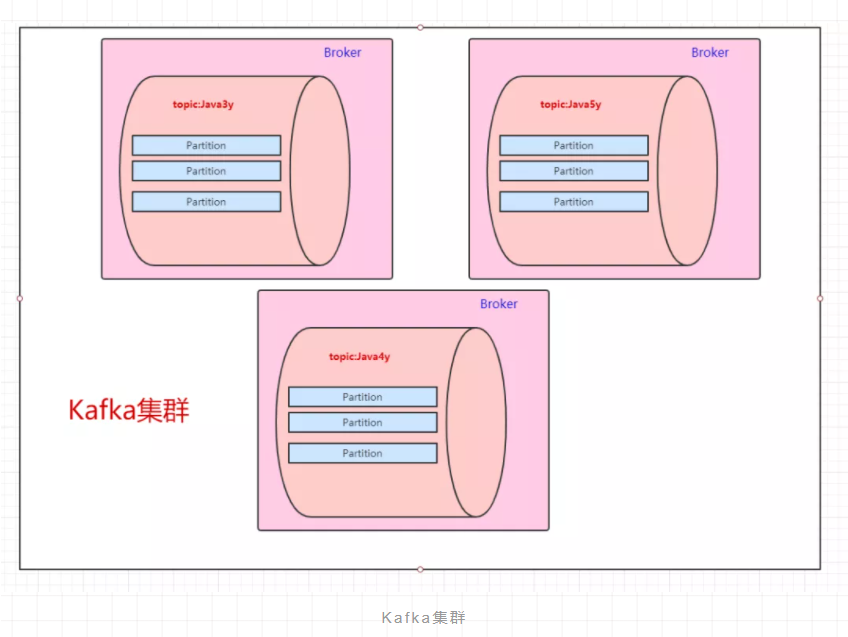 Broker
topic:Java3y
Partition
Partition
Partition
Broker
topic:Java5y
Partition
Partition
Partition
Broker
topic:Java4y
Partition
Partition
Partition
Kafka集群
Kafka集群